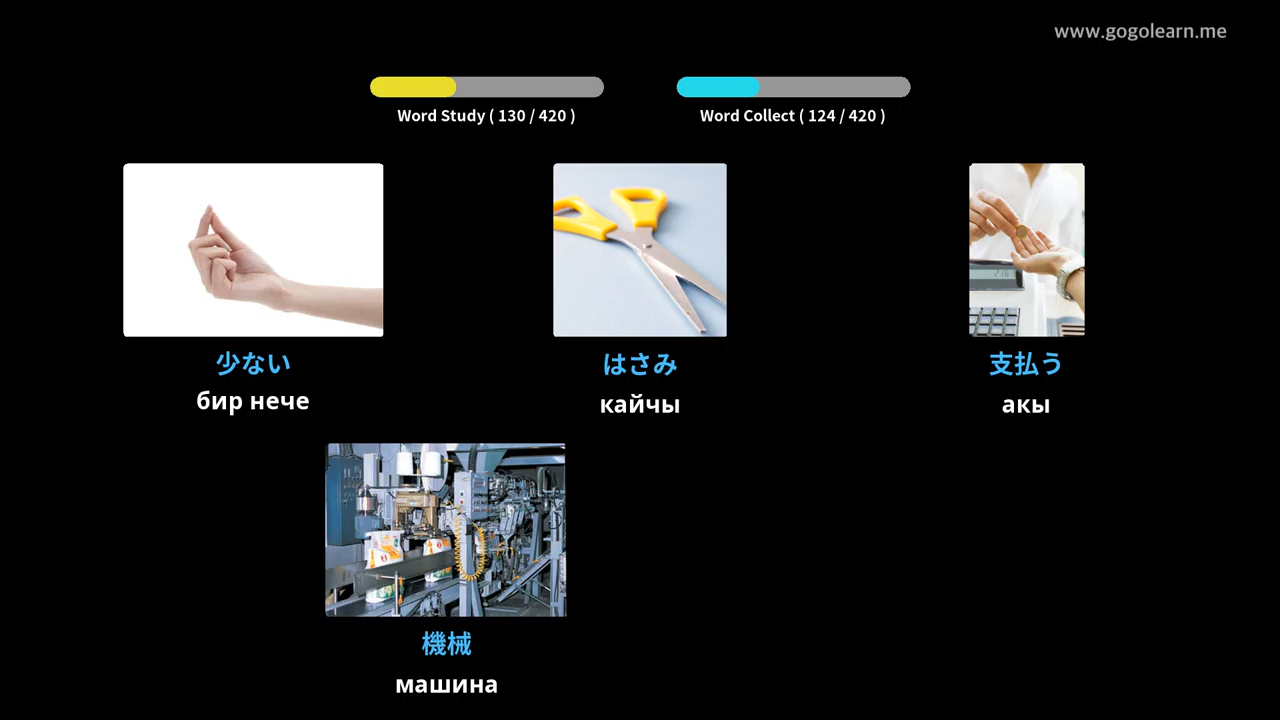 www.gogolearn.me
Word Study ( 130 / 420 )
Word Collect ( 124 / 420 )
少ない
бир нече
はさみ
кайчы
支払う
акы
機械
машина